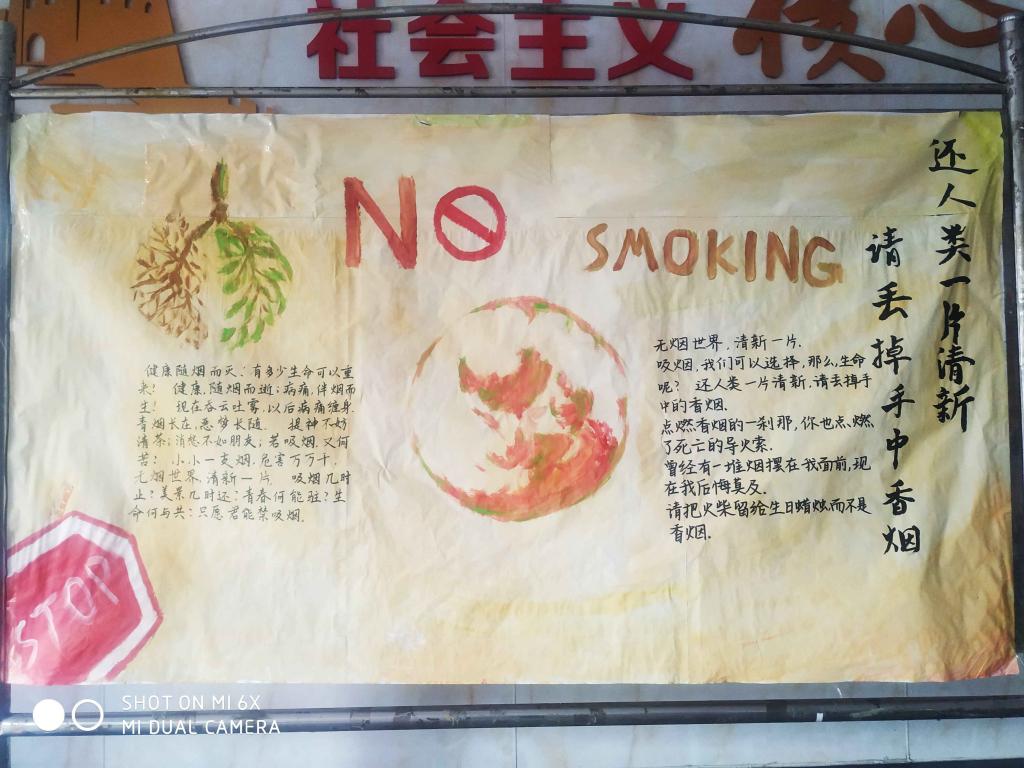 社会主义核心
NO
SMOKING
还人类一片清新
请丢掉手中香烟
健康随烟而灭:有多少生命可以重
来! 健康,随烟而逝;病痛,伴烟而
生! 现在吞云吐雾,以后病痛缠身.
青烟长在,恶梦长随. 提神不妙
清茶;消愁不如朋友;若吸烟,又何
苦? 小小一支烟,危害万万千.
无烟世界,清新一片. 吸烟几时
止?美景几时还:青春何能驻?生
命何与共:只愿君能禁吸烟.
无烟世界,清新一片.
吸烟,我们可以选择,那么,生命
呢? 还人类一片清新,请丢掉手
中的香烟.
点燃香烟的一刹那,你也点燃
了死亡的导火索.
曾经有一堆烟摆在我面前,现
在我后悔莫及.
请把火柴留给生日蜡烛而不是
香烟.
STOP
SHOT ON MI 6X
MI DUAL CAMERA